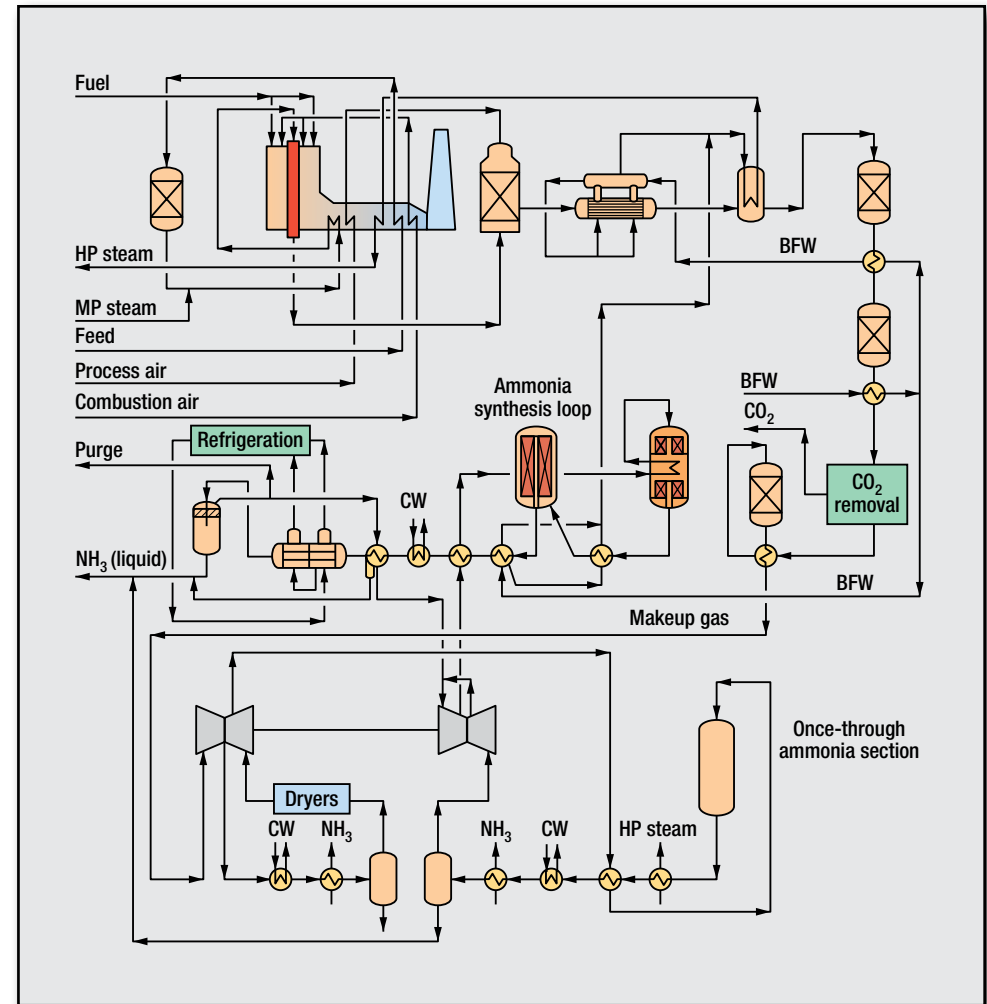 Fuel
HP steam
MP steam
Feed
Process air
Combustion air
BFW
BFW
CO₂
CO₂
removal
Ammonia
synthesis loop
Refrigeration
Purge
CW
NH₃ (liquid)
BFW
Makeup gas
Once-through
ammonia section
Dryers
CW
NH₃
NH₃
CW
HP steam